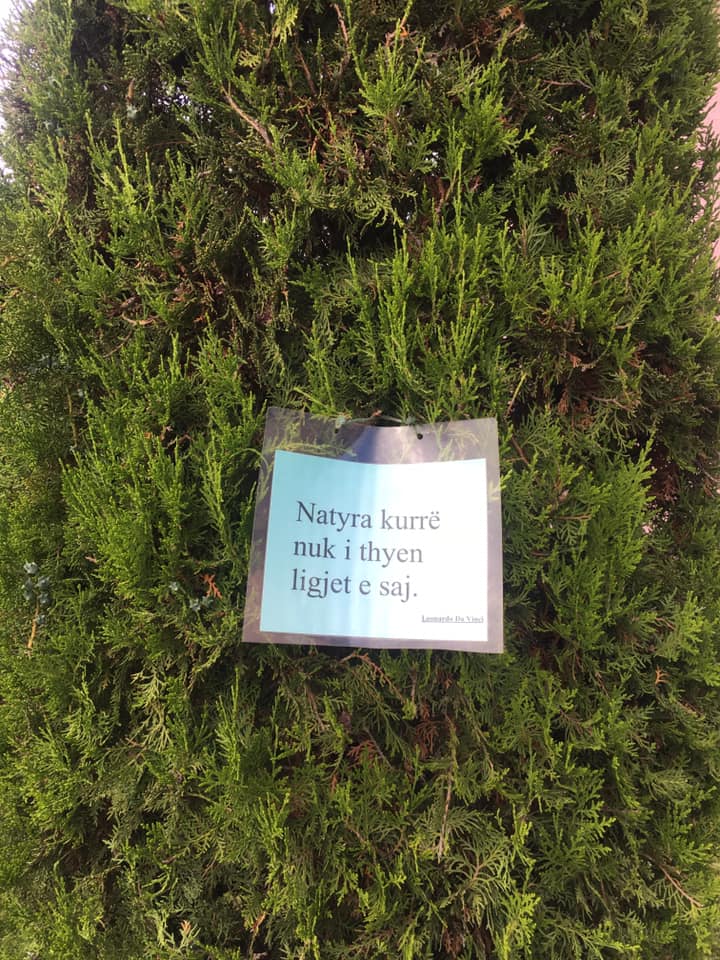 Natyra kurrë
nuk i thyen
ligjet e saj.
Leonardo Da Vinci